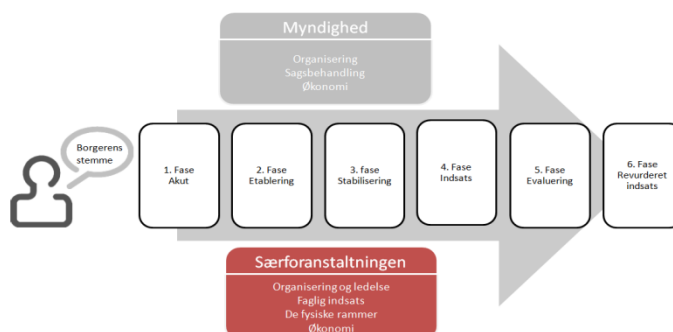 Myndighed
Organisering
Sagsbehandling
Økonomi
Borgerens
stemme
1. Fase
Akut
2. Fase
Etablering
3. fase
Stabilisering
4. Fase
Indsats
5. Fase
Evaluering
6. Fase
Revurderet
indsats
Særforanstaltningen
Organisering og ledelse
Faglig indsats
De fysiske rammer
Økonomi